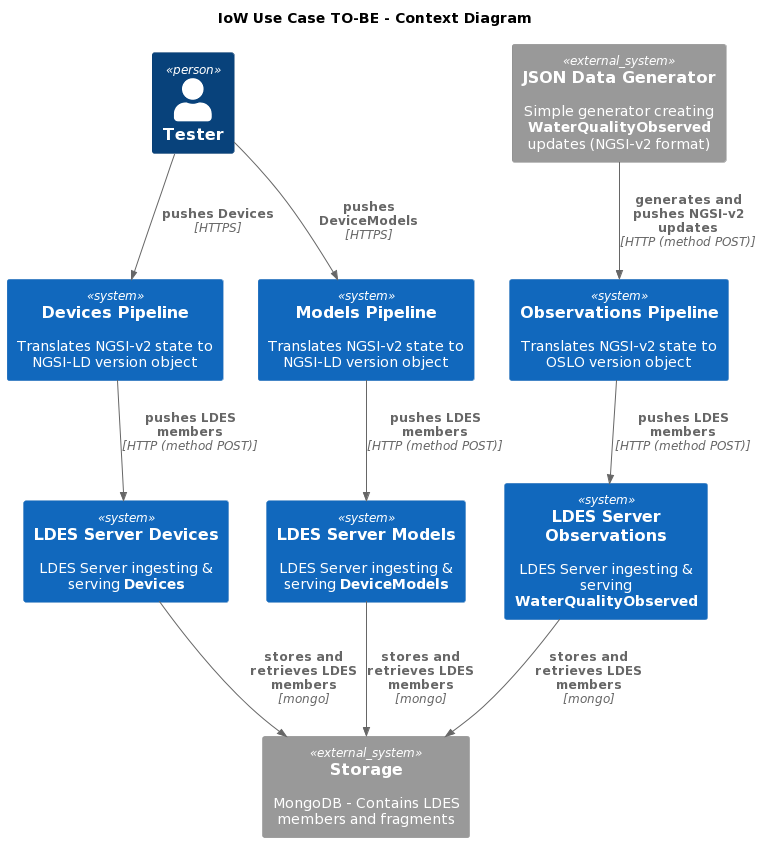 IoW Use Case TO-BE - Context Diagram
«person»
Tester
«external_system»
JSON Data Generator
Simple generator creating
WaterQualityObserved
updates (NGSI-v2 format)
pushes Devices
[HTTPS]
pushes
DeviceModels
[HTTPS]
generates and
pushes NGSI-v2
updates
[HTTP (method POST)]
«system»
Devices Pipeline
Translates NGSI-v2 state to
NGSI-LD version object
«system»
Models Pipeline
Translates NGSI-v2 state to
NGSI-LD version object
«system»
Observations Pipeline
Translates NGSI-v2 state to
OSLO version object
pushes LDES
members
[HTTP (method POST)]
pushes LDES
members
[HTTP (method POST)]
pushes LDES
members
[HTTP (method POST)]
«system»
LDES Server Devices
LDES Server ingesting &
serving Devices
«system»
LDES Server Models
LDES Server ingesting &
serving DeviceModels
«system»
LDES Server
Observations
LDES Server ingesting &
serving
WaterQualityObserved
stores and
retrieves LDES
members
[mongo]
stores and
retrieves LDES
members
[mongo]
stores and
retrieves LDES
members
[mongo]
«external_system»
Storage
MongoDB - Contains LDES
members and fragments